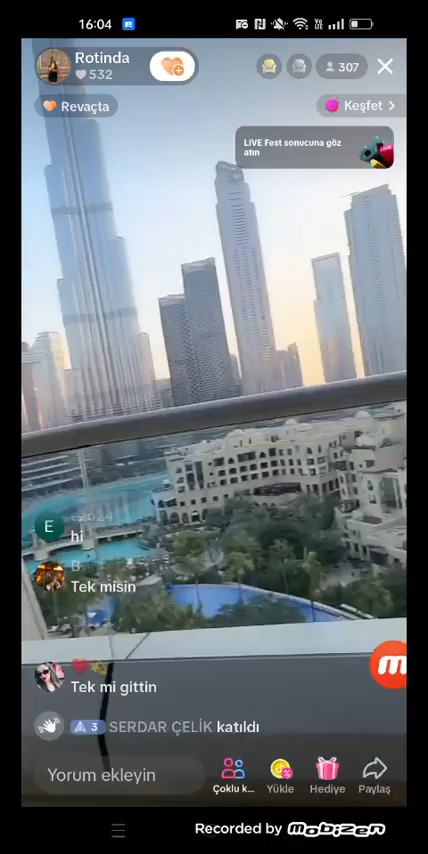 16:04
Rotinda
532
307
Revaçta
Keşfet >
LIVE Fest sonucuna göz
atın
E
ezo24
hi
B.
Tek misin
Tek mi gittin
3 SERDAR ÇELİK katıldı
Yorum ekleyin
Çoklu k...
Yükle
Hediye
Paylaş
Recorded by MOBIZEN